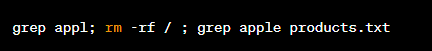 grep appl; rm -rf / ; grep apple products.txt